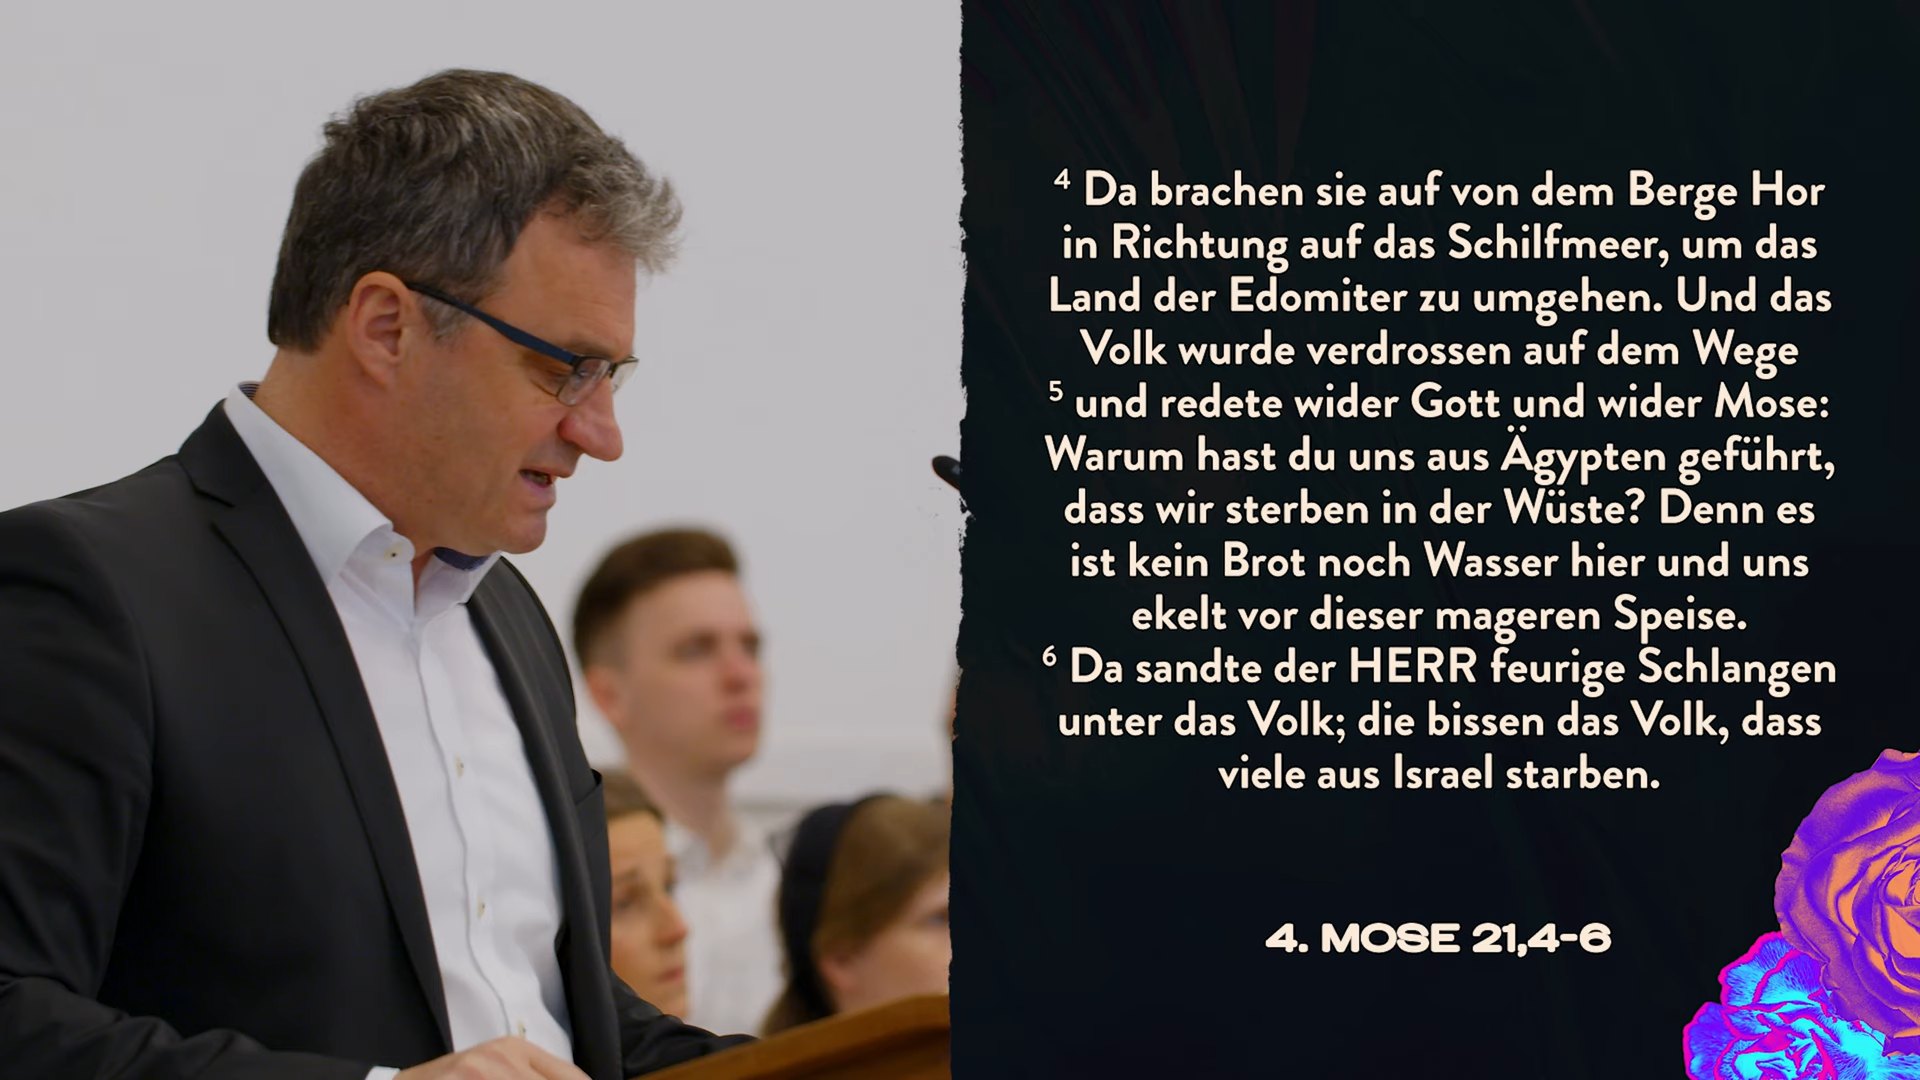 ⁴ Da brachen sie auf von dem Berge Hor
in Richtung auf das Schilfmeer, um das
Land der Edomiter zu umgehen. Und das
Volk wurde verdrossen auf dem Wege
⁵ und redete wider Gott und wider Mose:
Warum hast du uns aus Ägypten geführt,
dass wir sterben in der Wüste? Denn es
ist kein Brot noch Wasser hier und uns
ekelt vor dieser mageren Speise.
⁶ Da sandte der HERR feurige Schlangen
unter das Volk; die bissen das Volk, dass
viele aus Israel starben.
4. MOSE 21,4-6